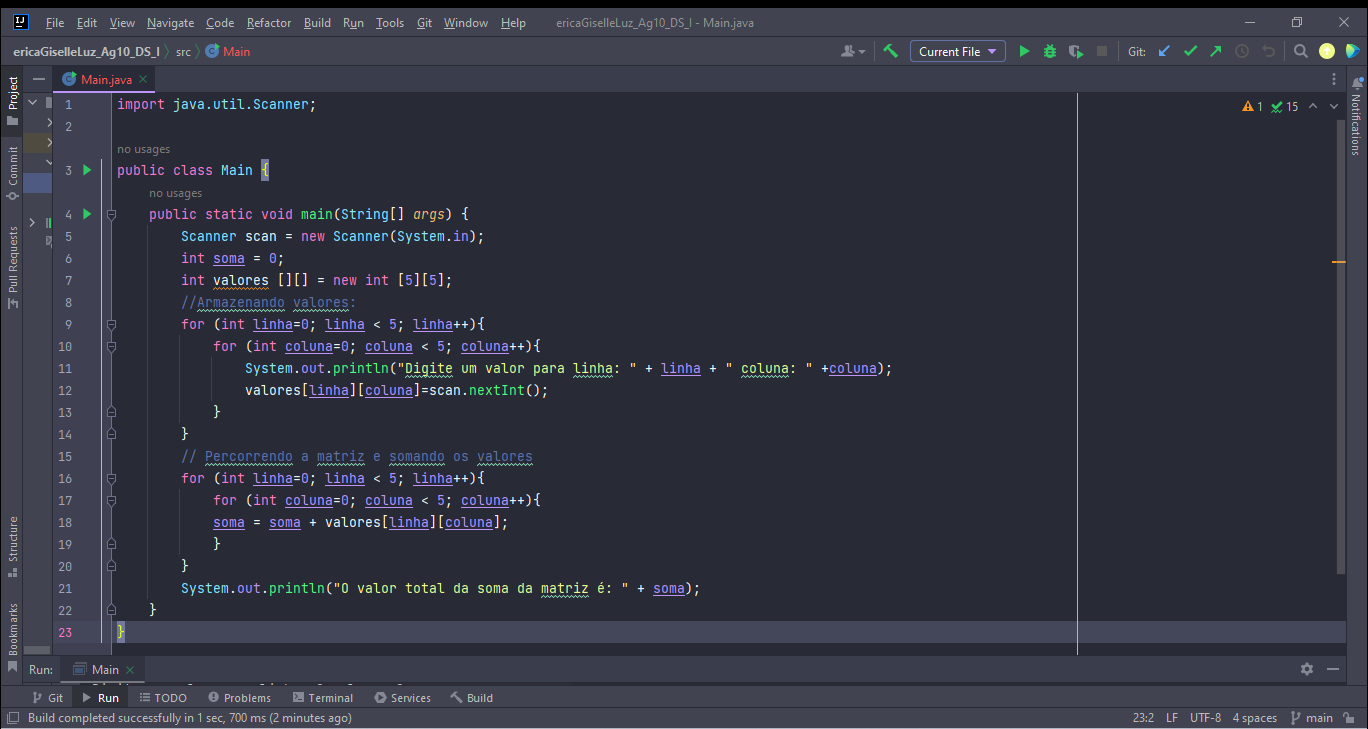 File Edit View Navigate Code Refactor Build Run Tools Git Window Help ericaGiselleLuz_Ag10_DS_I - Main.java
ericaGiselleLuz_Ag10_DS_I src Main Current File Git:
Main.java
Project
Commit
Pull Requests
Structure
Bookmarks
Notifications
1 15
1 import java.util.Scanner;
2
no usages
3 public class Main {
no usages
4 public static void main(String[] args) {
5 Scanner scan = new Scanner(System.in);
6 int soma = 0;
7 int valores [][] = new int [5][5];
8 //Armazenando valores:
9 for (int linha=0; linha < 5; linha++){
10 for (int coluna=0; coluna < 5; coluna++){
11 System.out.println("Digite um valor para linha: " + linha + " coluna: " +coluna);
12 valores[linha][coluna]=scan.nextInt();
13 }
14 }
15 // Percorrendo a matriz e somando os valores
16 for (int linha=0; linha < 5; linha++){
17 for (int coluna=0; coluna < 5; coluna++){
18 soma = soma + valores[linha][coluna];
19 }
20 }
21 System.out.println("O valor total da soma da matriz é: " + soma);
22 }
23 }
Run: Main
Git Run TODO Problems Terminal Services Build
Build completed successfully in 1 sec, 700 ms (2 minutes ago) 23:2 LF UTF-8 4 spaces main